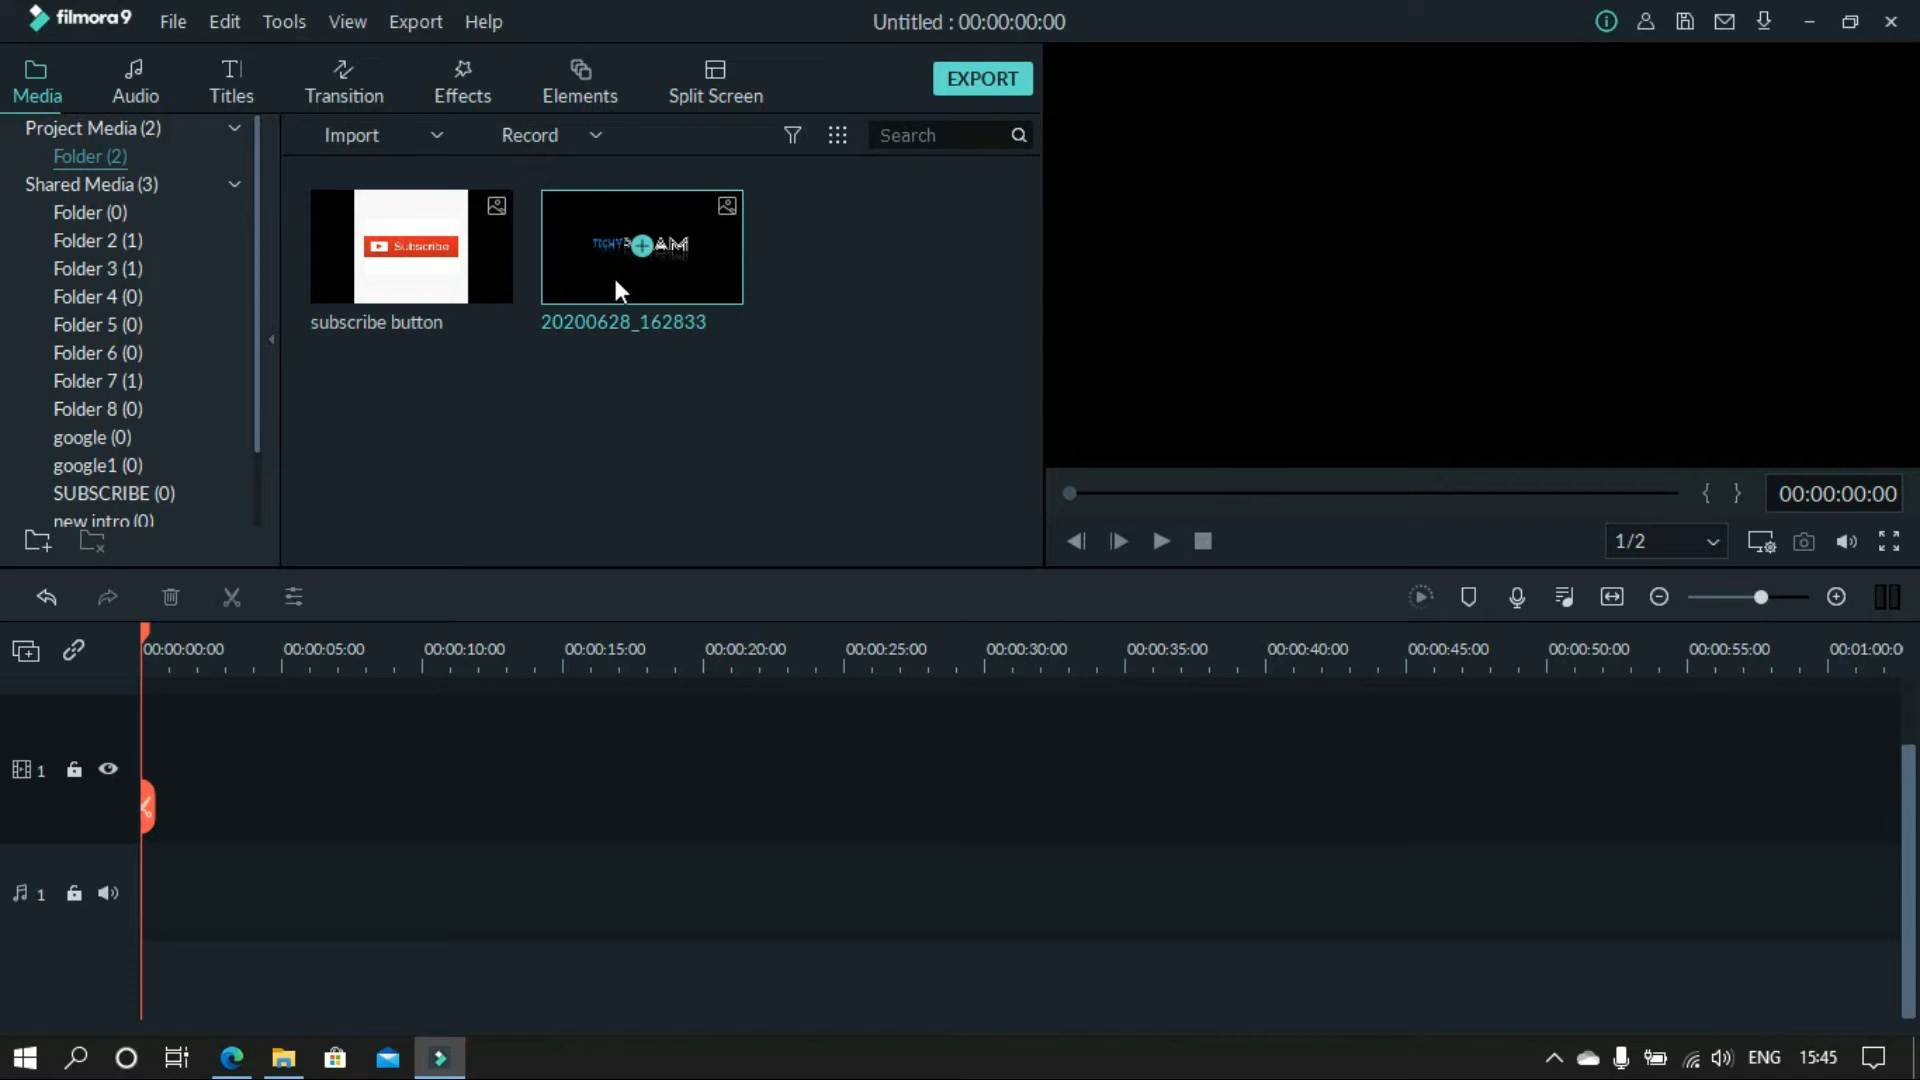 filmora9 File Edit Tools View Export Help Untitled : 00:00:00:00
Media Audio Titles Transition Effects Elements Split Screen EXPORT
Project Media (2)
Folder (2)
Shared Media (3)
Folder (0)
Folder 2 (1)
Folder 3 (1)
Folder 4 (0)
Folder 5 (0)
Folder 6 (0)
Folder 7 (1)
Folder 8 (0)
google (0)
google1 (0)
SUBSCRIBE (0)
new intro (0)
Import Record Search
Subscribe
TECHY
subscribe button 20200628_162833
00:00:00:00
1/2
00:00:00:00 00:00:05:00 00:00:10:00 00:00:15:00 00:00:20:00 00:00:25:00 00:00:30:00 00:00:35:00 00:00:40:00 00:00:45:00 00:00:50:00 00:00:55:00 00:01:00:0
1
1
ENG 15:45